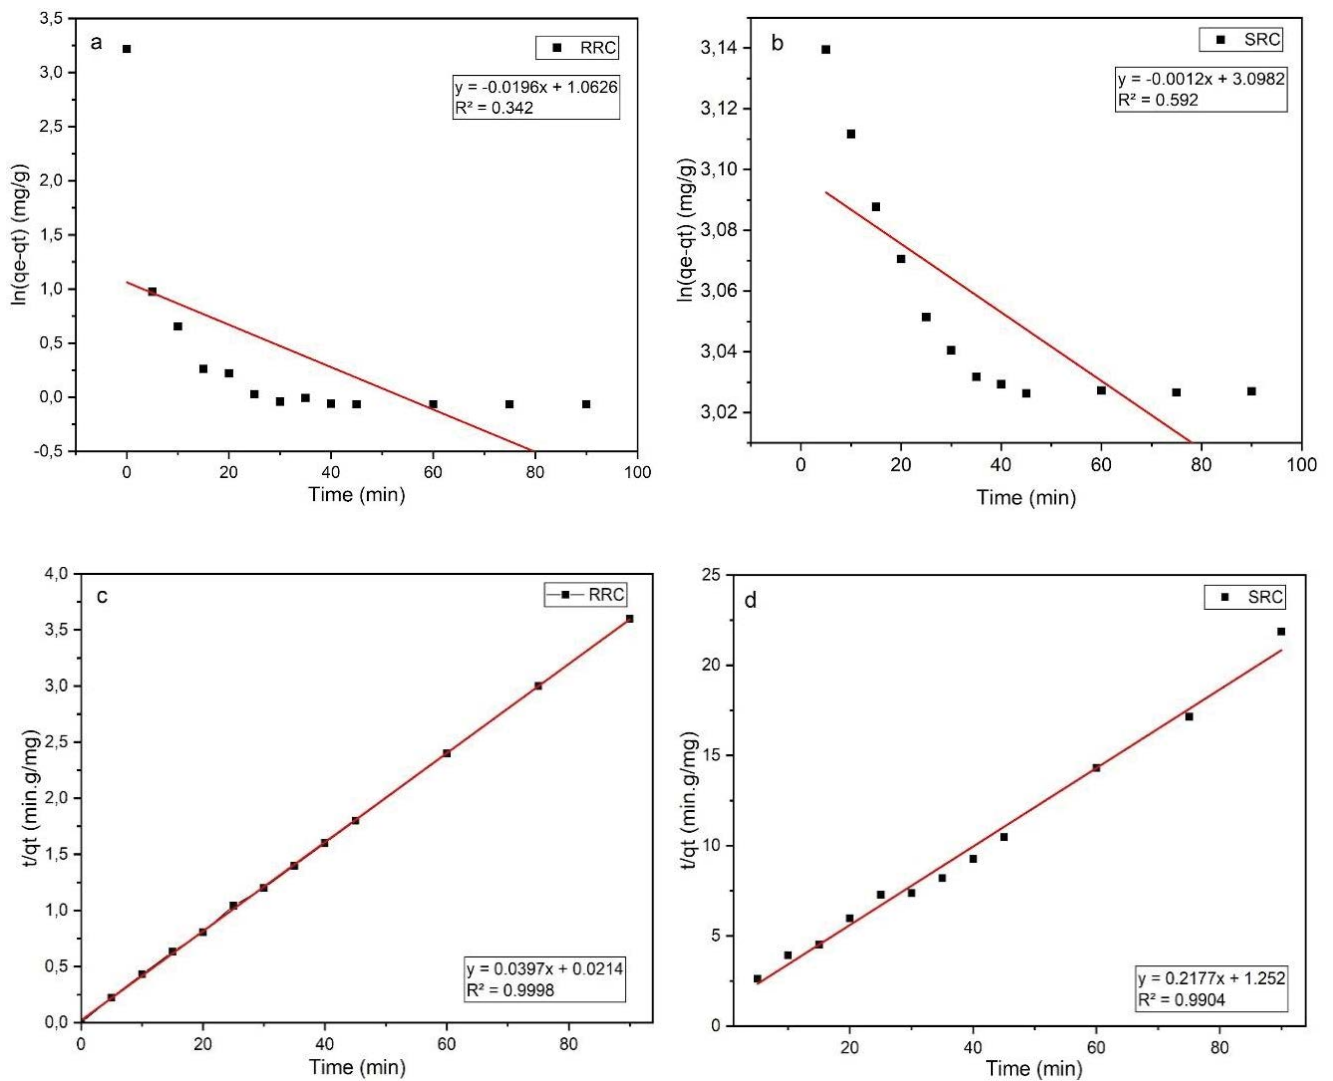 a
RRC
y = -0.0196x + 1.0626
R² = 0.342
3,5
3,0
2,5
2,0
1,5
1,0
0,5
0,0
-0,5
ln(qe-qt) (mg/g)
0 20 40 60 80 100
Time (min)
b
SRC
y = -0.0012x + 3.0982
R² = 0.592
3,14
3,12
3,10
3,08
3,06
3,04
3,02
ln(qe-qt) (mg/g)
0 20 40 60 80 100
Time (min)
c
RRC
4,0
3,5
3,0
2,5
2,0
1,5
1,0
0,5
0,0
t/qt (min.g/mg)
y = 0.0397x + 0.0214
R² = 0.9998
0 20 40 60 80
Time (min)
d
SRC
25
20
15
10
5
0
t/qt (min.g/mg)
y = 0.2177x + 1.252
R² = 0.9904
20 40 60 80
Time (min)